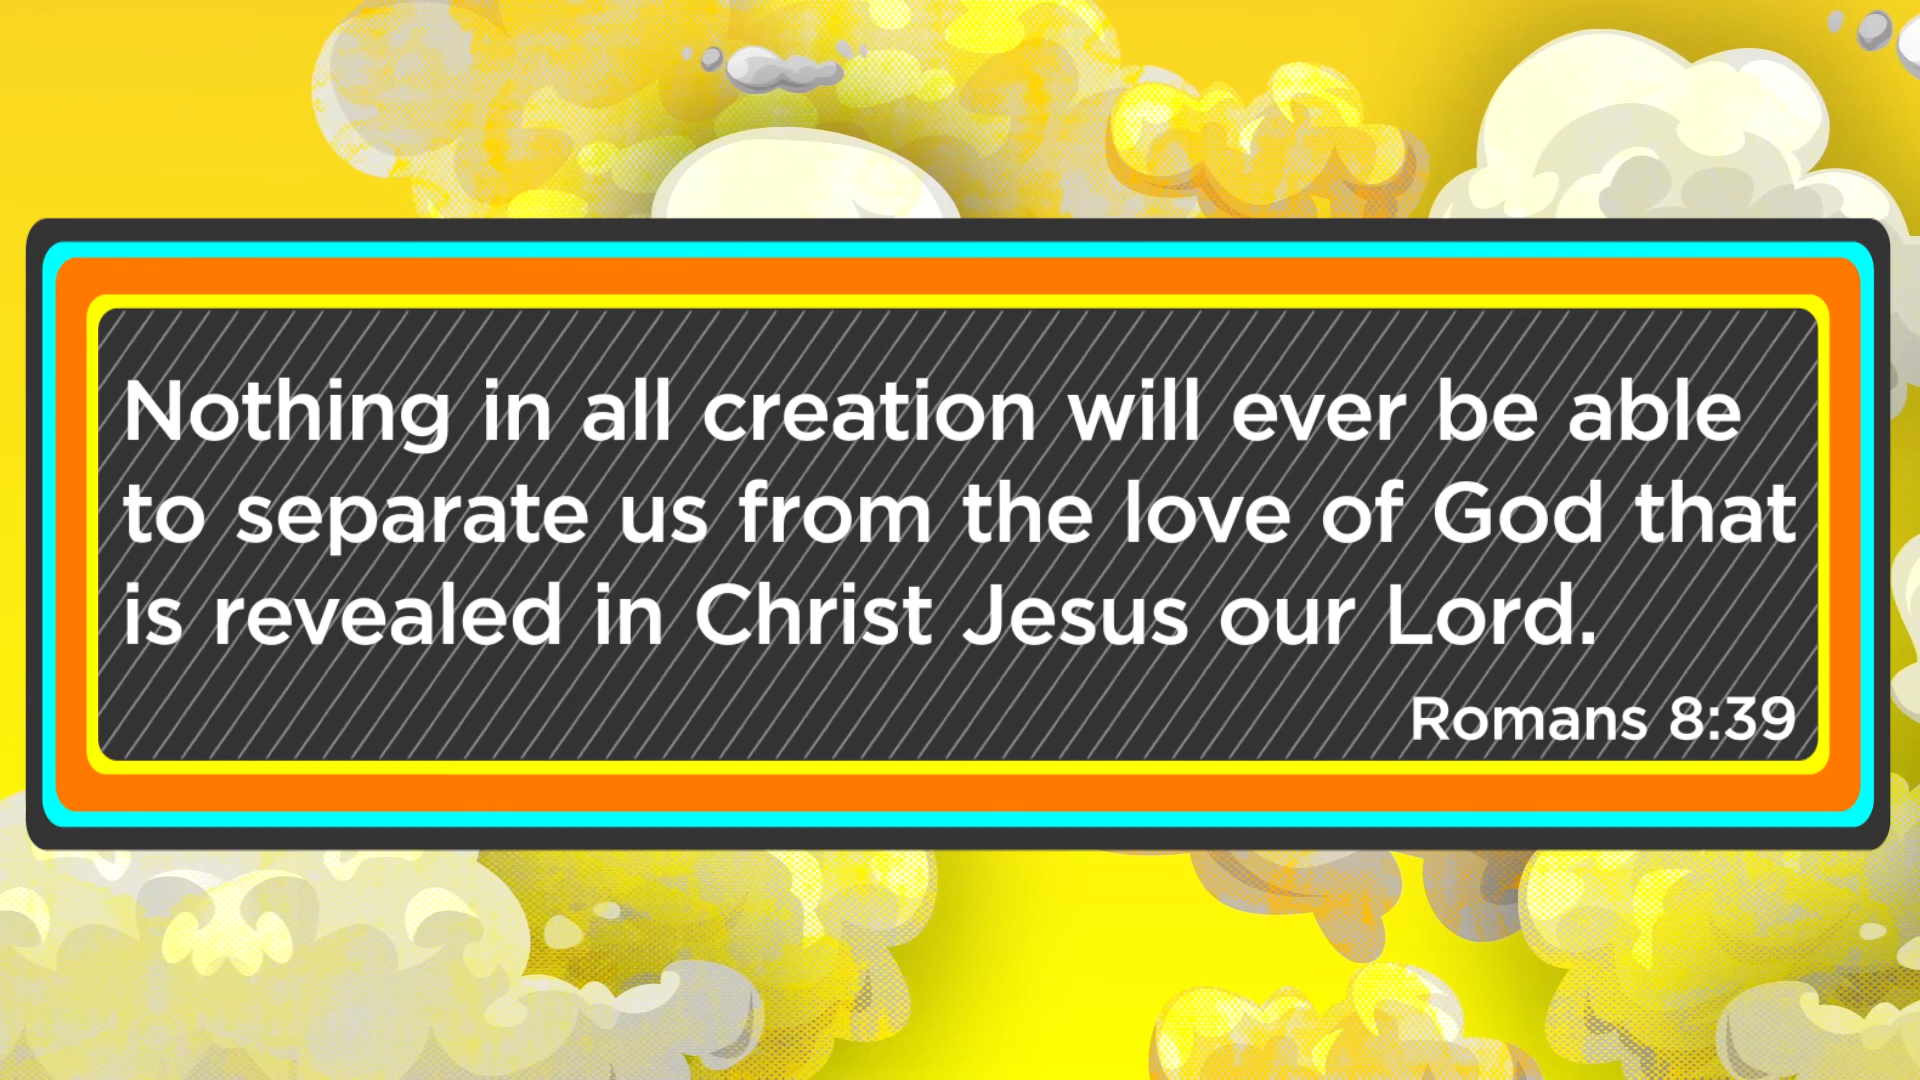 Nothing in all creation will ever be able
to separate us from the love of God that
is revealed in Christ Jesus our Lord.
Romans 8:39